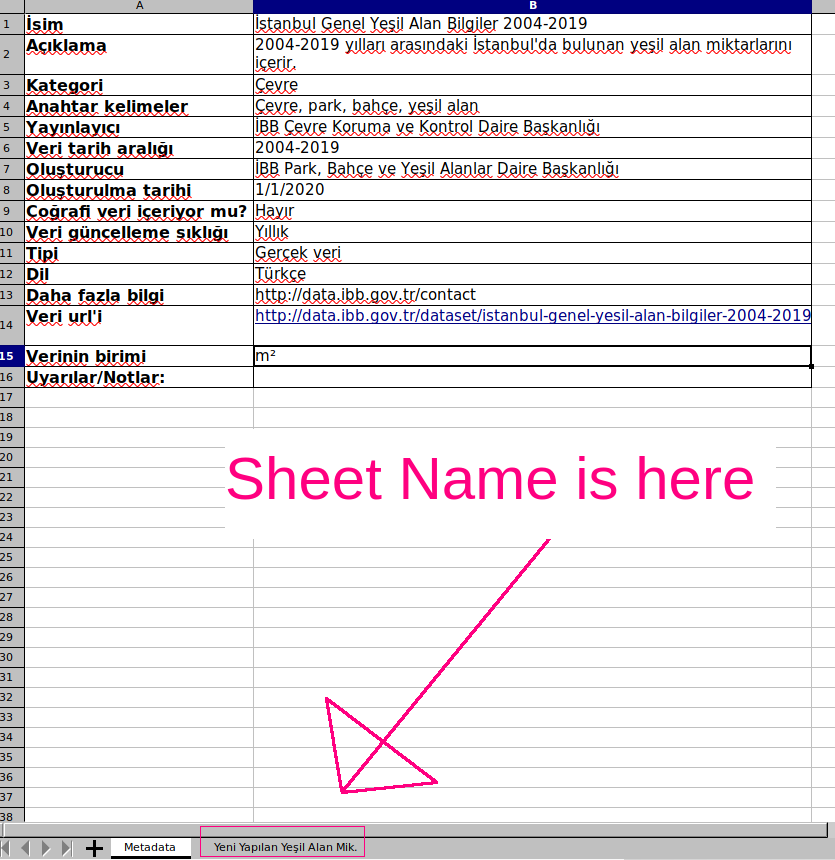 A B
1 İsim İstanbul Genel Yeşil Alan Bilgiler 2004-2019
2 Açıklama 2004-2019 yılları arasındaki İstanbul'da bulunan yeşil alan miktarlarını
içerir.
3 Kategori Çevre
4 Anahtar kelimeler Çevre, park, bahçe, yeşil alan
5 Yayınlayıcı İBB Çevre Koruma ve Kontrol Daire Başkanlığı
6 Veri tarih aralığı 2004-2019
7 Oluşturucu İBB Park, Bahçe ve Yeşil Alanlar Daire Başkanlığı
8 Oluşturulma tarihi 1/1/2020
9 Coğrafi veri içeriyor mu? Hayır
10 Veri güncelleme sıklığı Yıllık
11 Tipi Gerçek veri
12 Dil Türkçe
13 Daha fazla bilgi http://data.ibb.gov.tr/contact
14 Veri url'i http://data.ibb.gov.tr/dataset/istanbul-genel-yesil-alan-bilgiler-2004-2019
15 Verinin birimi m²
16 Uyarılar/Notlar:
17
18
19
20
21
22
23
24
25
26
27
28
29
30
31
32
33
34
35
36
37
38
Sheet Name is here
Metadata Yeni Yapılan Yeşil Alan Mik.